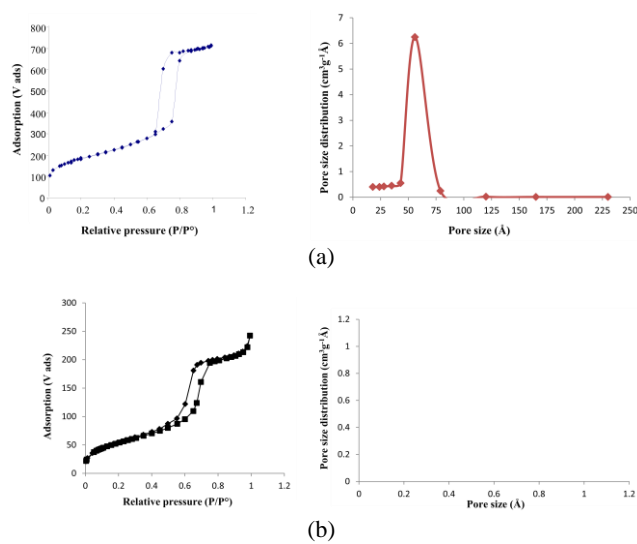 800
700
600
500
400
300
200
100
0
Adsorption (V ads)
0 0.2 0.4 0.6 0.8 1 1.2
Relative pressure (P/P°)
7
6
5
4
3
2
1
0
Pore size distribution (cm³g⁻¹Å)
0 25 50 75 100 125 150 175 200 225 250
Pore size (Å)
(a)
300
250
200
150
100
50
0
Adsorption (V ads)
0 0.2 0.4 0.6 0.8 1 1.2
Relative pressure (P/P°)
1.2
1
0.8
0.6
0.4
0.2
0
Pore size distribution (cm³g⁻¹Å)
0 0.2 0.4 0.6 0.8 1 1.2
Pore size (Å)
(b)